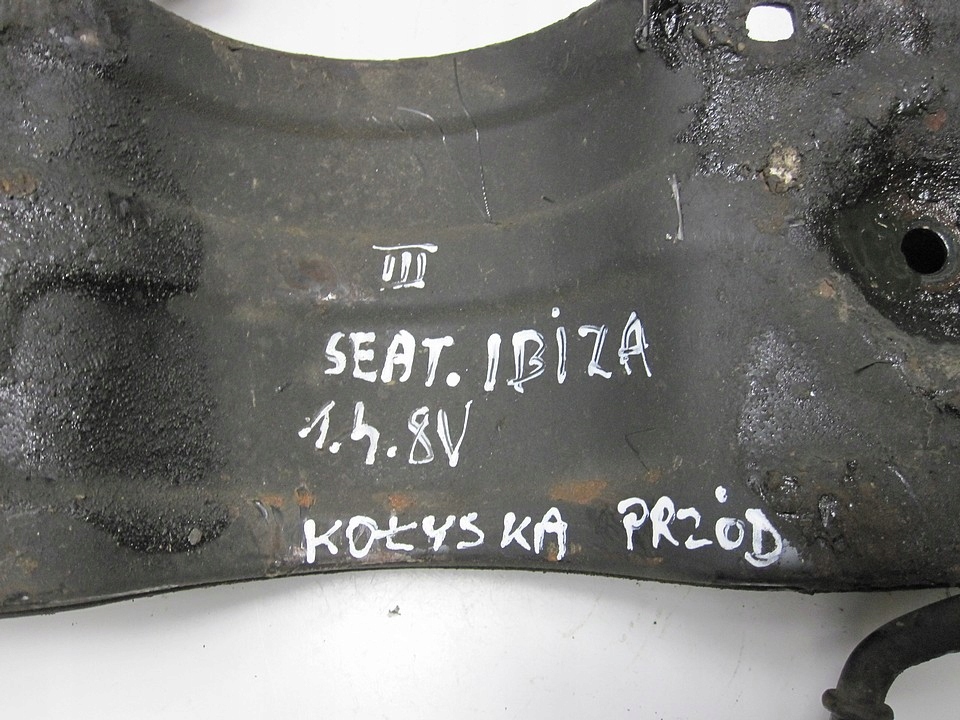 III
SEAT. IBIZA
1.4.8V
KOŁYSKA PRZÓD